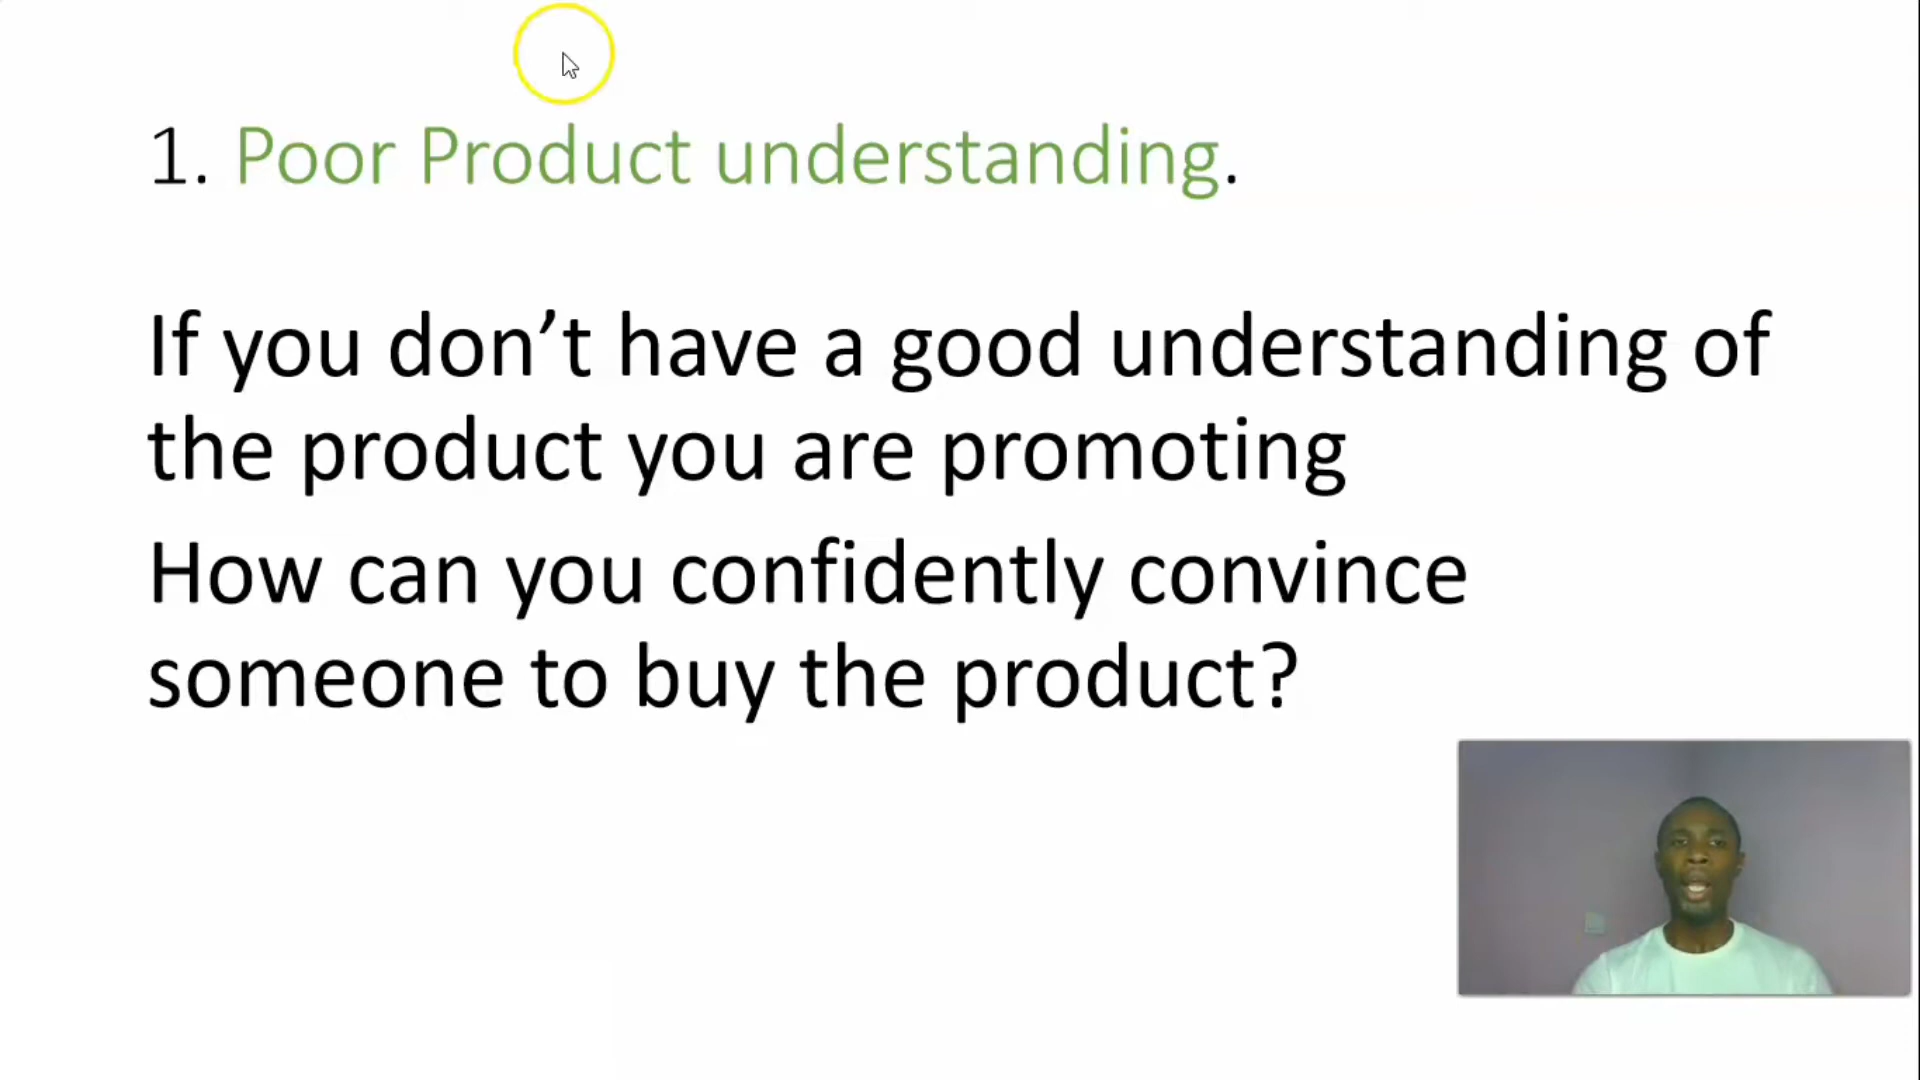 1. Poor Product understanding.
If you don’t have a good understanding of
the product you are promoting
How can you confidently convince
someone to buy the product?